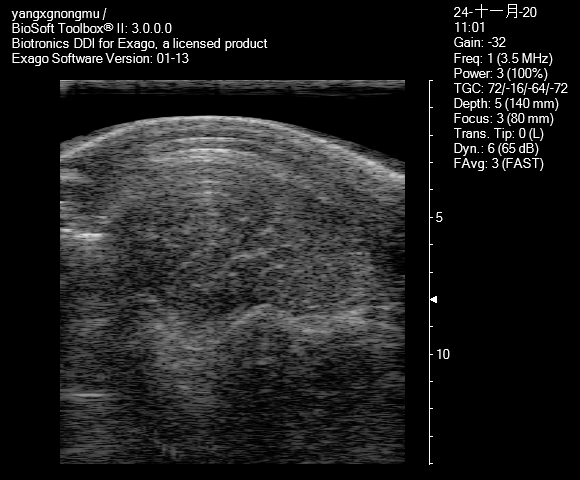 yangxgnongmu /
BioSoft Toolbox® II: 3.0.0.0
Biotronics DDI for Exago, a licensed product
Exago Software Version: 01-13
24-十一月-20
11:01
Gain: -32
Freq: 1 (3.5 MHz)
Power: 3 (100%)
TGC: 72/-16/-64/-72
Depth: 5 (140 mm)
Focus: 3 (80 mm)
Trans. Tip: 0 (L)
Dyn.: 6 (65 dB)
FAvg: 3 (FAST)
5
10